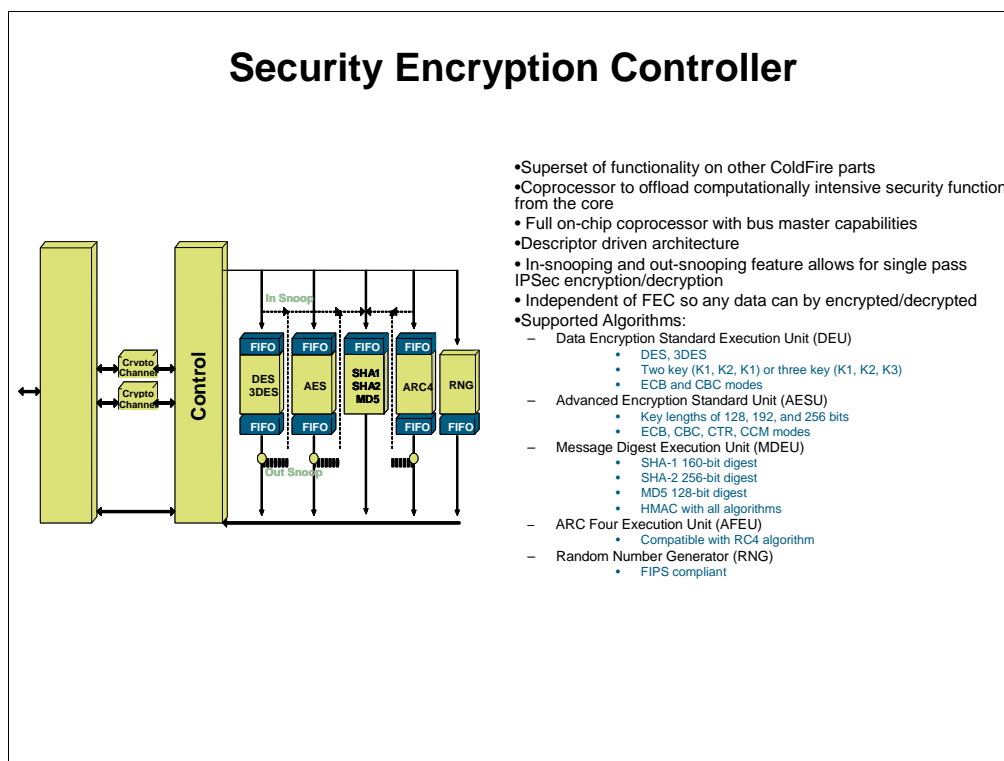 Security Encryption Controller
•Superset of functionality on other ColdFire parts
•Coprocessor to offload computationally intensive security function
from the core
• Full on-chip coprocessor with bus master capabilities
•Descriptor driven architecture
• In-snooping and out-snooping feature allows for single pass
IPSec encryption/decryption
• Independent of FEC so any data can by encrypted/decrypted
•Supported Algorithms:
– Data Encryption Standard Execution Unit (DEU)
• DES, 3DES
• Two key (K1, K2, K1) or three key (K1, K2, K3)
• ECB and CBC modes
– Advanced Encryption Standard Unit (AESU)
• Key lengths of 128, 192, and 256 bits
• ECB, CBC, CTR, CCM modes
– Message Digest Execution Unit (MDEU)
• SHA-1 160-bit digest
• SHA-2 256-bit digest
• MD5 128-bit digest
• HMAC with all algorithms
– ARC Four Execution Unit (AFEU)
• Compatible with RC4 algorithm
– Random Number Generator (RNG)
• FIPS compliant
Crypto
Channel
Crypto
Channel
Control
In Snoop
FIFO
FIFO
FIFO
FIFO
DES
3DES
AES
SHA1
SHA2
MD5
ARC4
RNG
FIFO
FIFO
FIFO
FIFO
Out Snoop